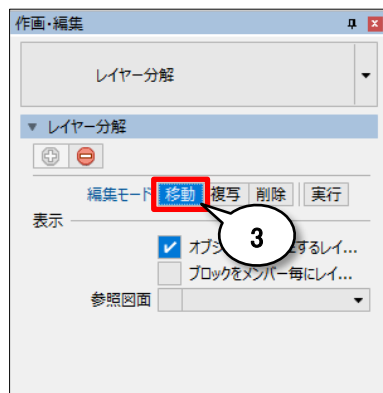 作画・編集
レイヤー分解
レイヤー分解
編集モード 移動 複写 削除 実行
表示
オブジ するレイ...
ブロックをメンバー毎にレイ...
参照図面
3